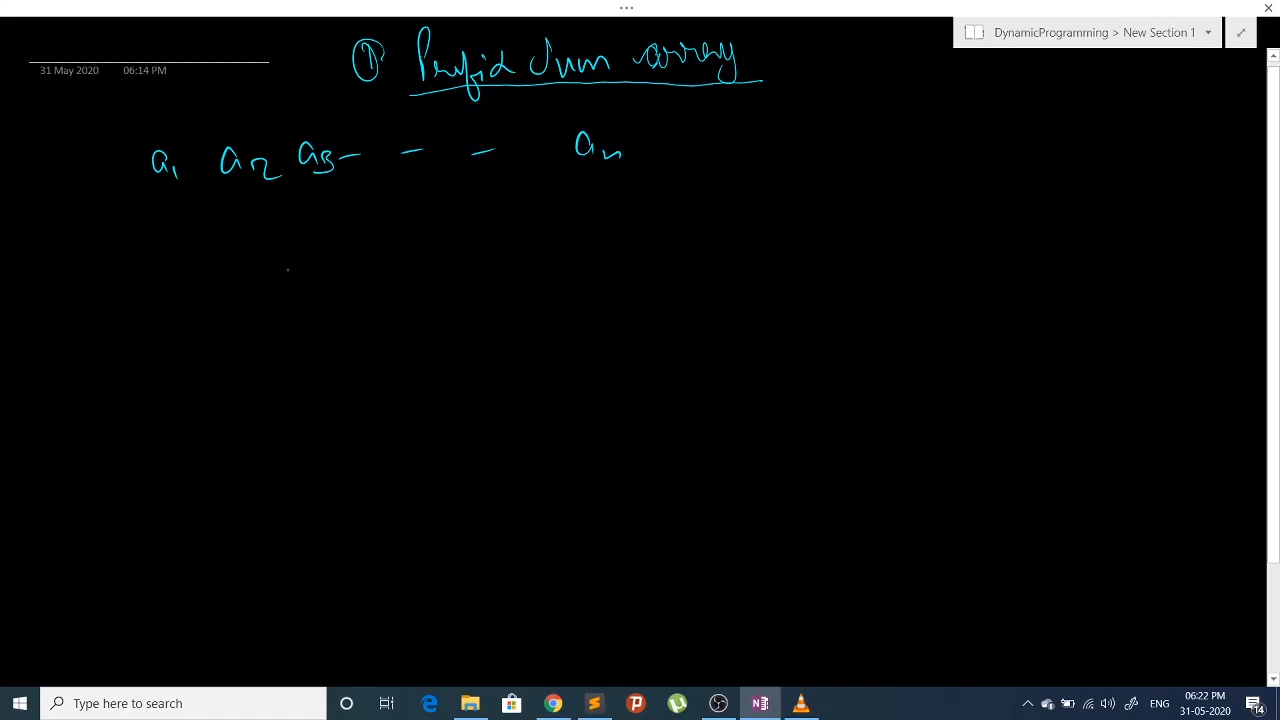 DynamicProgramming > New Section 1
① Prefix Sum array
31 May 2020 06:14 PM
a1 a2 a3 - - - an
Type here to search
ENG
06:22 PM
31-05-2020
14